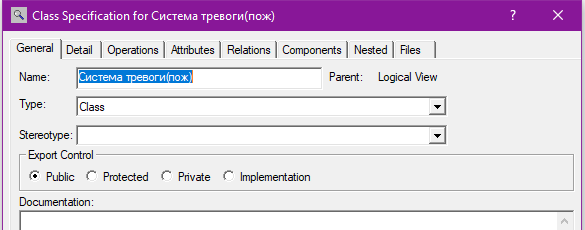 Class Specification for Система тревоги(пож)
General Detail Operations Attributes Relations Components Nested Files
Name: Система тревоги(пож) Parent: Logical View
Type: Class
Stereotype:
Export Control
Public Protected Private Implementation
Documentation: